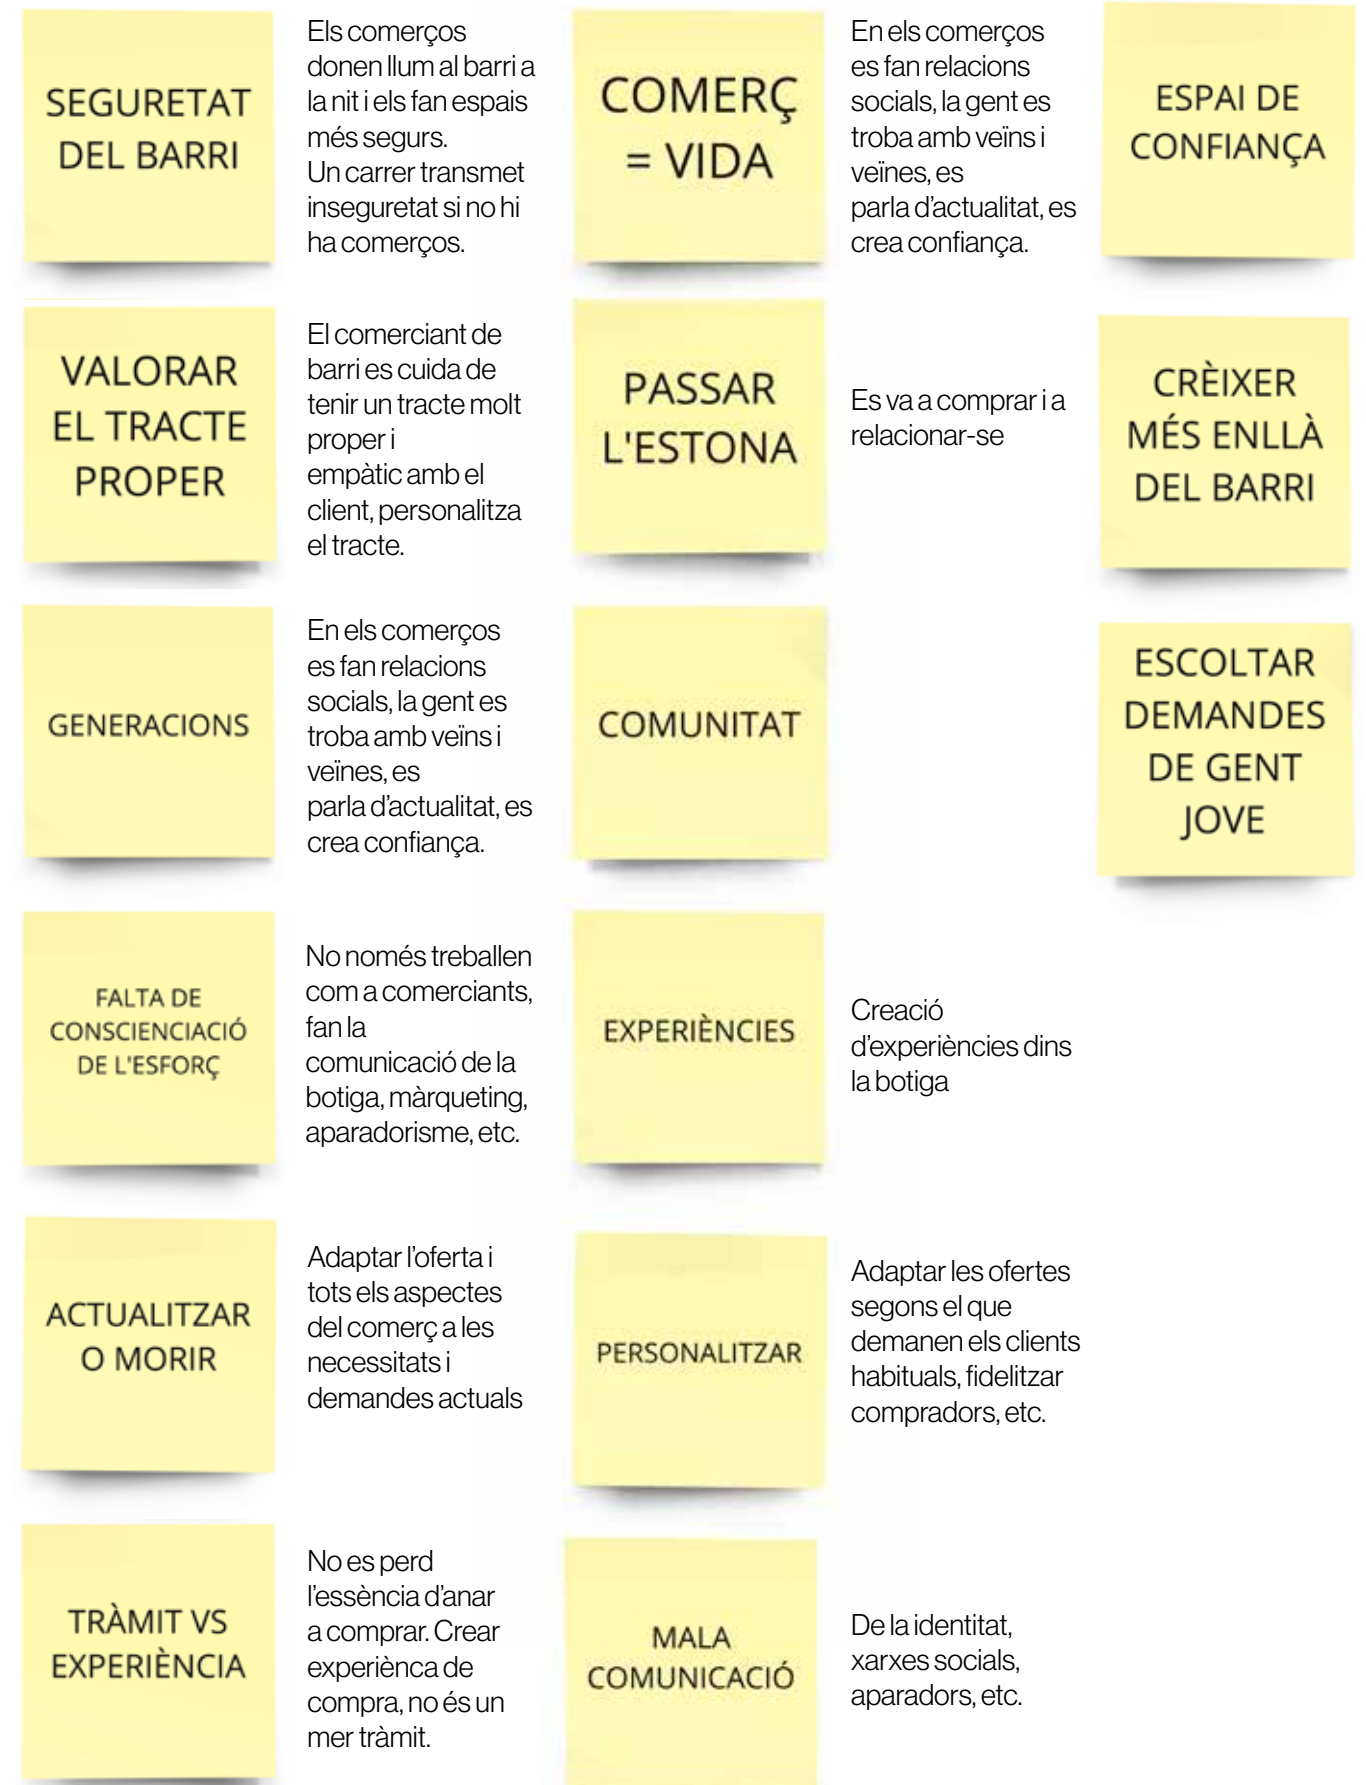 SEGURETAT
DEL BARRI
Els comerços
donen llum al barri a
la nit i els fan espais
més segurs.
Un carrer transmet
inseguretat si no hi
ha comerços.
COMERÇ
= VIDA
En els comerços
es fan relacions
socials, la gent es
troba amb veïns i
veïnes, es
parla d'actualitat, es
crea confiança.
ESPAI DE
CONFIANÇA
VALORAR
EL TRACTE
PROPER
El comerciant de
barri es cuida de
tenir un tracte molt
proper i
empàtic amb el
client, personalitza
el tracte.
PASSAR
L'ESTONA
Es va a comprar i a
relacionar-se
CRÈIXER
MÉS ENLLÀ
DEL BARRI
GENERACIONS
En els comerços
es fan relacions
socials, la gent es
troba amb veïns i
veïnes, es
parla d'actualitat, es
crea confiança.
COMUNITAT
ESCOLTAR
DEMANDES
DE GENT
JOVE
FALTA DE
CONSCIENCIACIÓ
DE L'ESFORÇ
No només treballen
com a comerciants,
fan la
comunicació de la
botiga, màrqueting,
aparadorisme, etc.
EXPERIÈNCIES
Creació
d'experiències dins
la botiga
ACTUALITZAR
O MORIR
Adaptar l'oferta i
tots els aspectes
del comerç a les
necessitats i
demandes actuals
PERSONALITZAR
Adaptar les ofertes
segons el que
demanen els clients
habituals, fidelitzar
compradors, etc.
TRÀMIT VS
EXPERIÈNCIA
No es perd
l'essència d'anar
a comprar. Crear
experiènca de
compra, no és un
mer tràmit.
MALA
COMUNICACIÓ
De la identitat,
xarxes socials,
aparadors, etc.